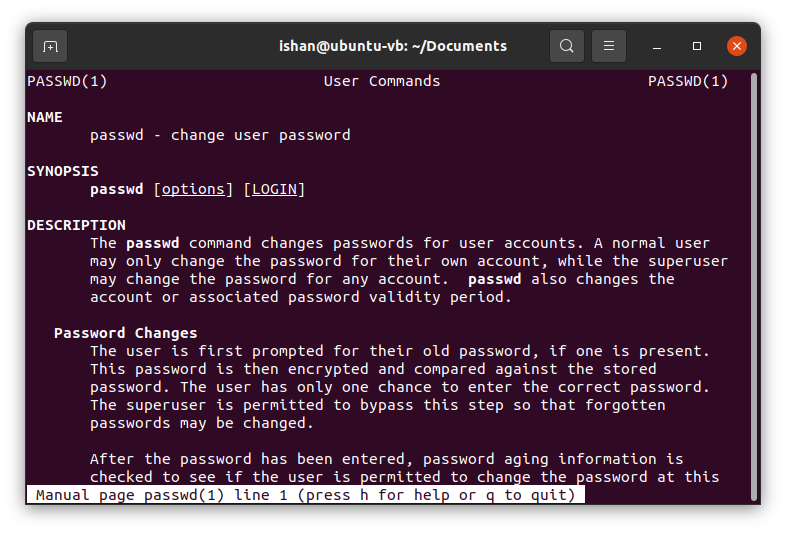 ishan@ubuntu-vb: ~/Documents
PASSWD(1) User Commands PASSWD(1)
NAME
passwd - change user password
SYNOPSIS
passwd [options] [LOGIN]
DESCRIPTION
The passwd command changes passwords for user accounts. A normal user
may only change the password for their own account, while the superuser
may change the password for any account.  passwd also changes the
account or associated password validity period.
Password Changes
The user is first prompted for their old password, if one is present.
This password is then encrypted and compared against the stored
password. The user has only one chance to enter the correct password.
The superuser is permitted to bypass this step so that forgotten
passwords may be changed.
After the password has been entered, password aging information is
checked to see if the user is permitted to change the password at this
Manual page passwd(1) line 1 (press h for help or q to quit)